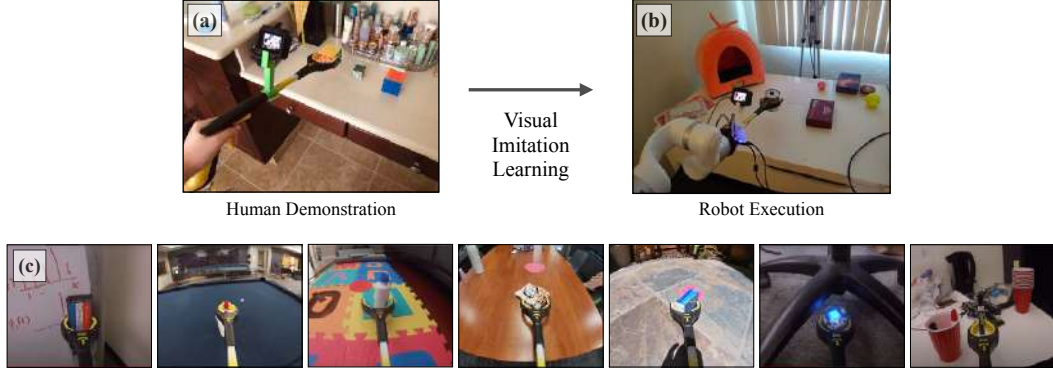 (a)
(b)
Visual
Imitation
Learning
Human Demonstration
Robot Execution
(c)